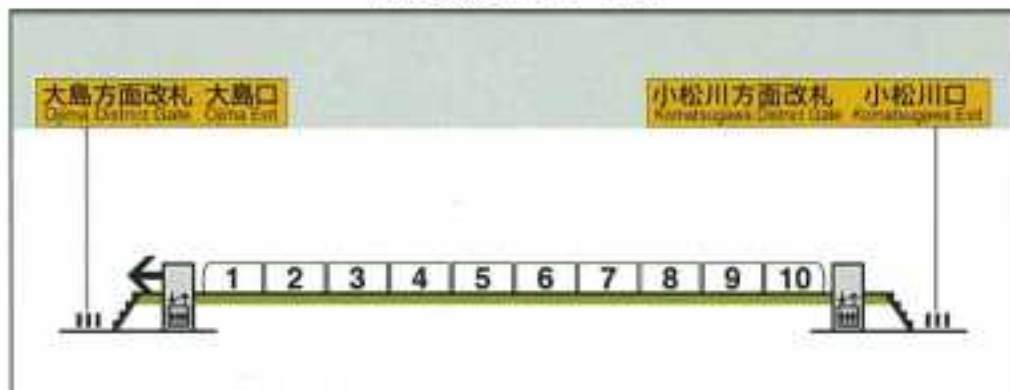 大島方面改札 大島口
Ojima District Gate Ojima Exit
小松川方面改札 小松川口
Komatsugawa District Gate Komatsugawa Exit
1 2 3 4 5 6 7 8 9 10